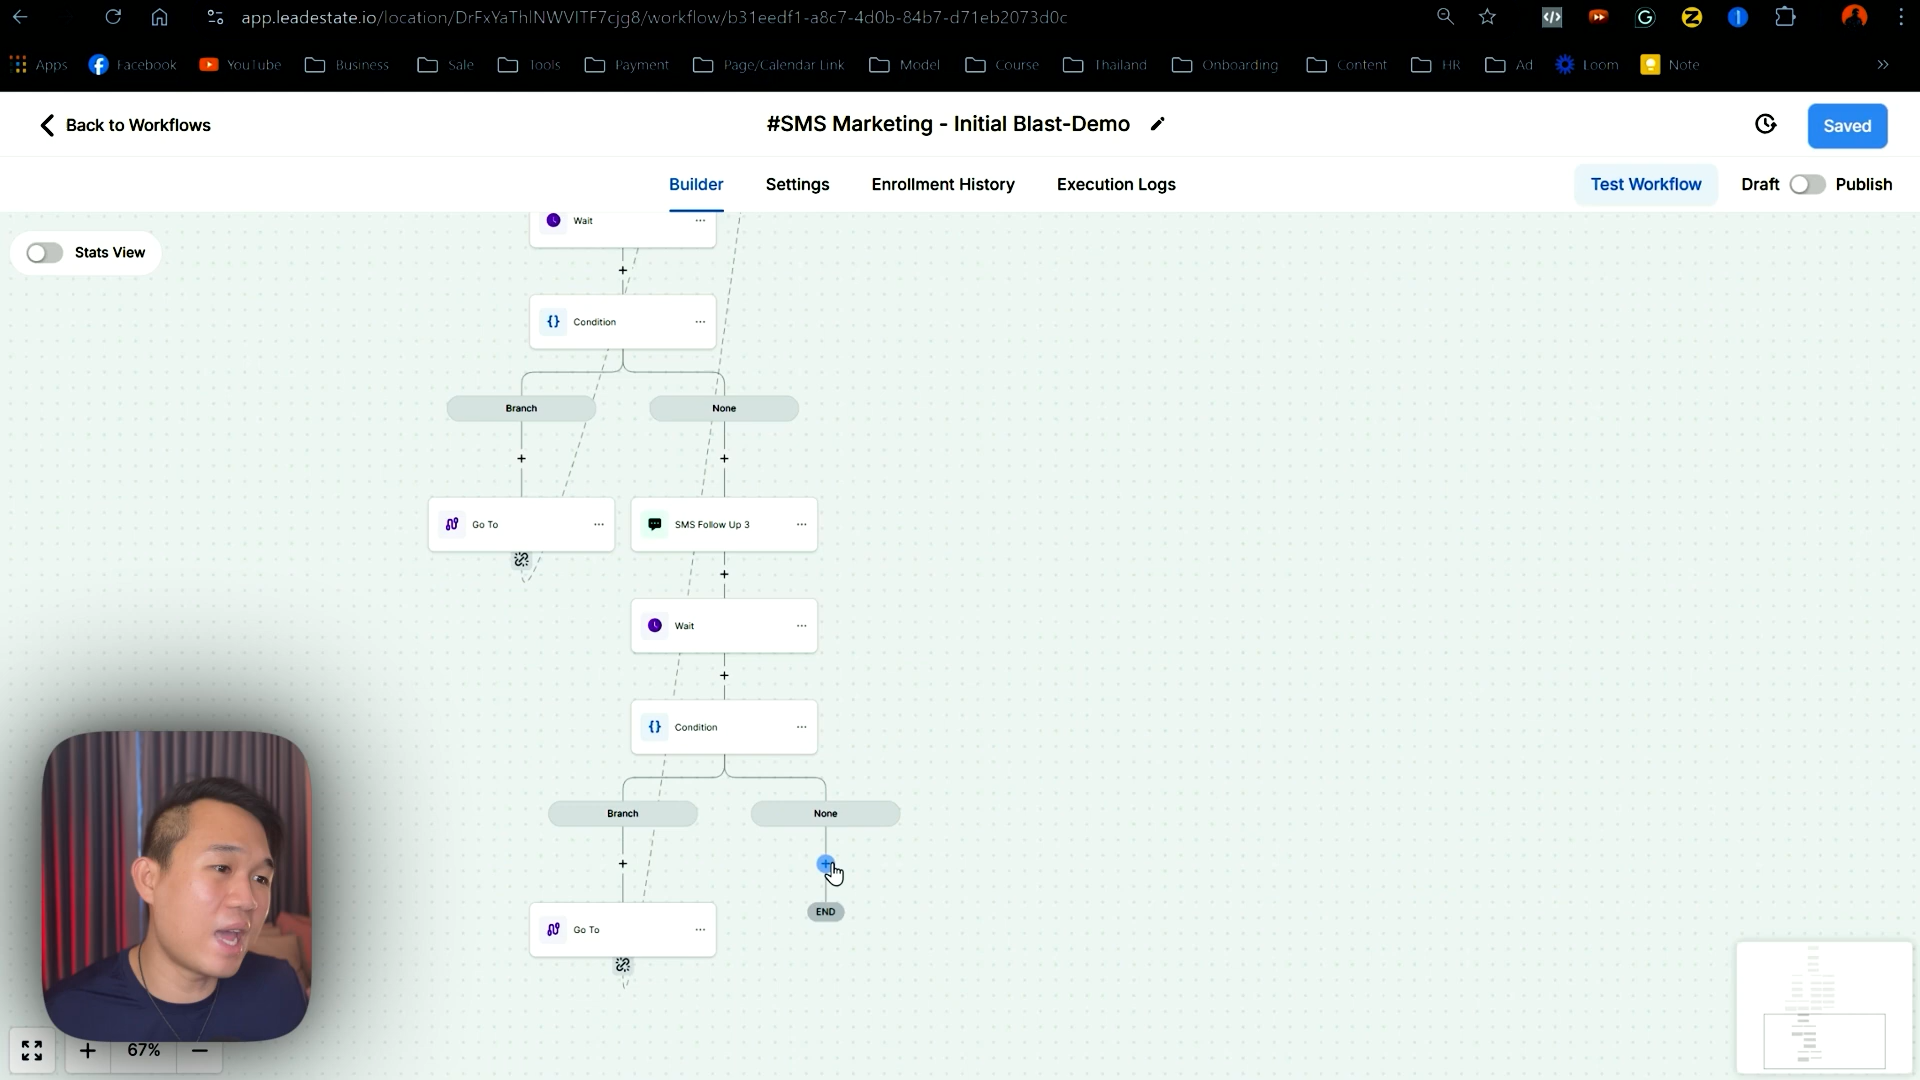 app.leadestate.io/location/DrFxYaThlNWVITF7cjg8/workflow/b31eedf1-a8c7-4d0b-84b7-d71eb2073d0c
Apps Facebook YouTube Business Sale Tools Payment Page/Calendar Link Model Course Thailand Onboarding Content HR Ad Loom Note
Back to Workflows
#SMS Marketing - Initial Blast-Demo
Saved
Builder Settings Enrollment History Execution Logs
Test Workflow
Draft Publish
Stats View
Wait
Condition
Branch None
Go To
SMS Follow Up 3
Wait
Condition
Branch None
END
Go To
67%